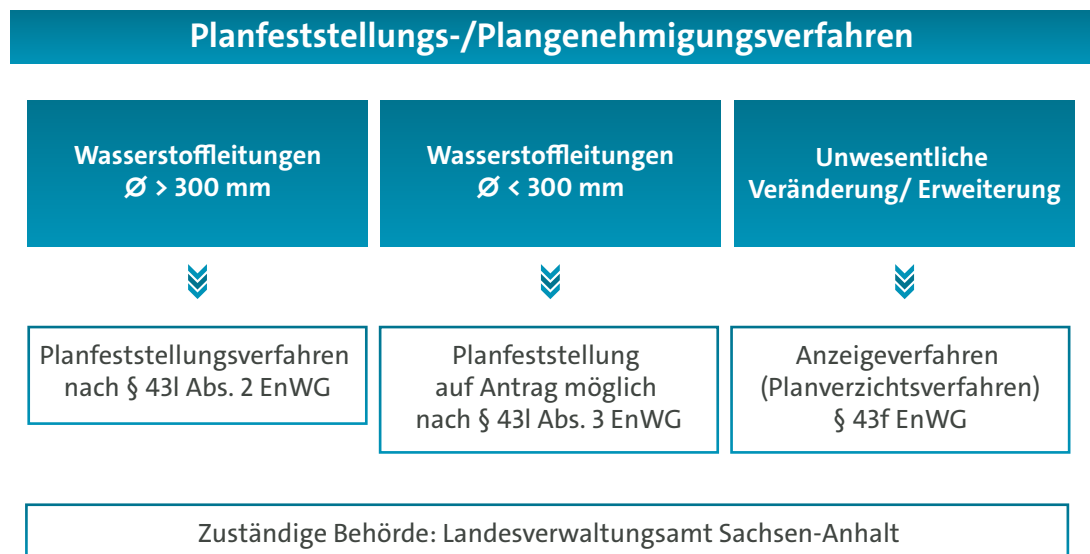 Planfeststellungs-/Plangenehmigungsverfahren
Wasserstoffleitungen
Ø > 300 mm
Wasserstoffleitungen
Ø < 300 mm
Unwesentliche
Veränderung/ Erweiterung
Planfeststellungsverfahren
nach § 43l Abs. 2 EnWG
Planfeststellung
auf Antrag möglich
nach § 43l Abs. 3 EnWG
Anzeigeverfahren
(Planverzichtsverfahren)
§ 43f EnWG
Zuständige Behörde: Landesverwaltungsamt Sachsen-Anhalt